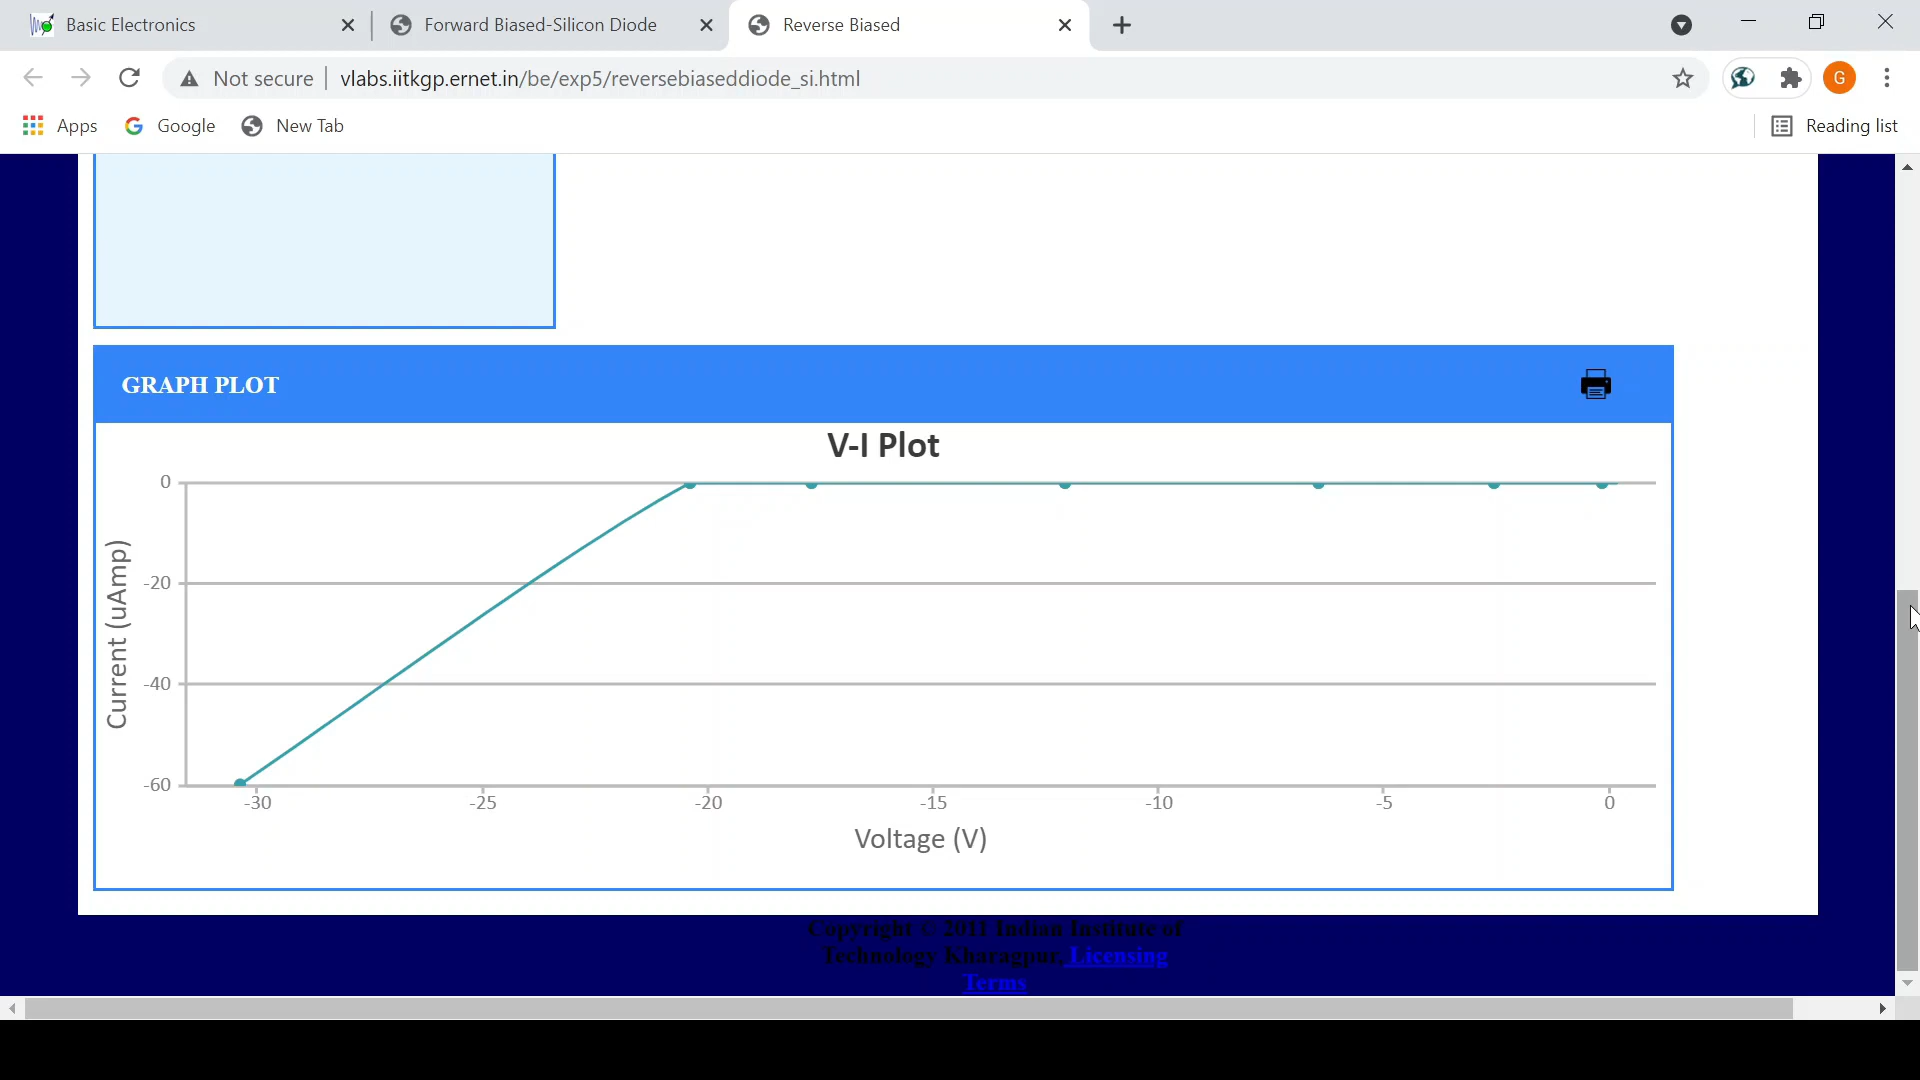 Basic Electronics
Forward Biased-Silicon Diode
Reverse Biased
Not secure
vlabs.iitkgp.ernet.in/be/exp5/reversebiaseddiode_si.html
G
Apps
Google
New Tab
Reading list
GRAPH PLOT
V-I Plot
0
-20
-40
-60
Current (uAmp)
-30 -25 -20 -15 -10 -5 0
Voltage (V)
Copyright © 2011 Indian Institute of
Technology Kharagpur, Licensing
Terms